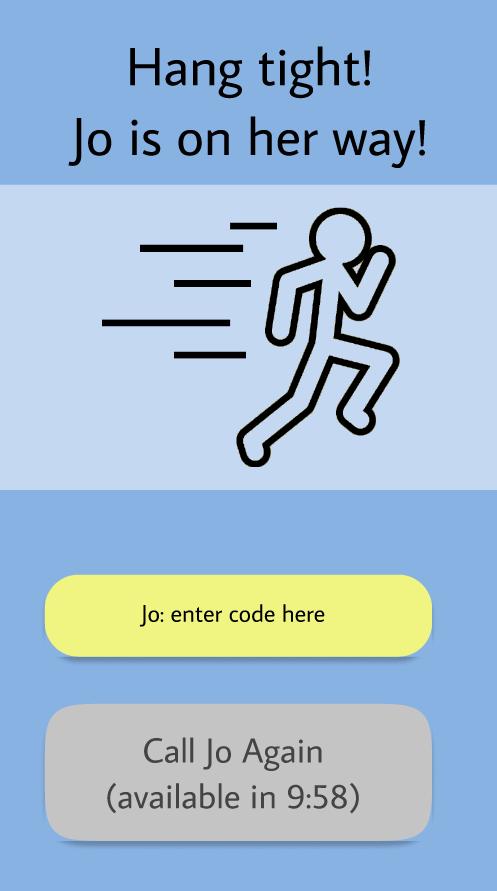 Hang tight!
Jo is on her way!
Jo: enter code here
Call Jo Again
(available in 9:58)